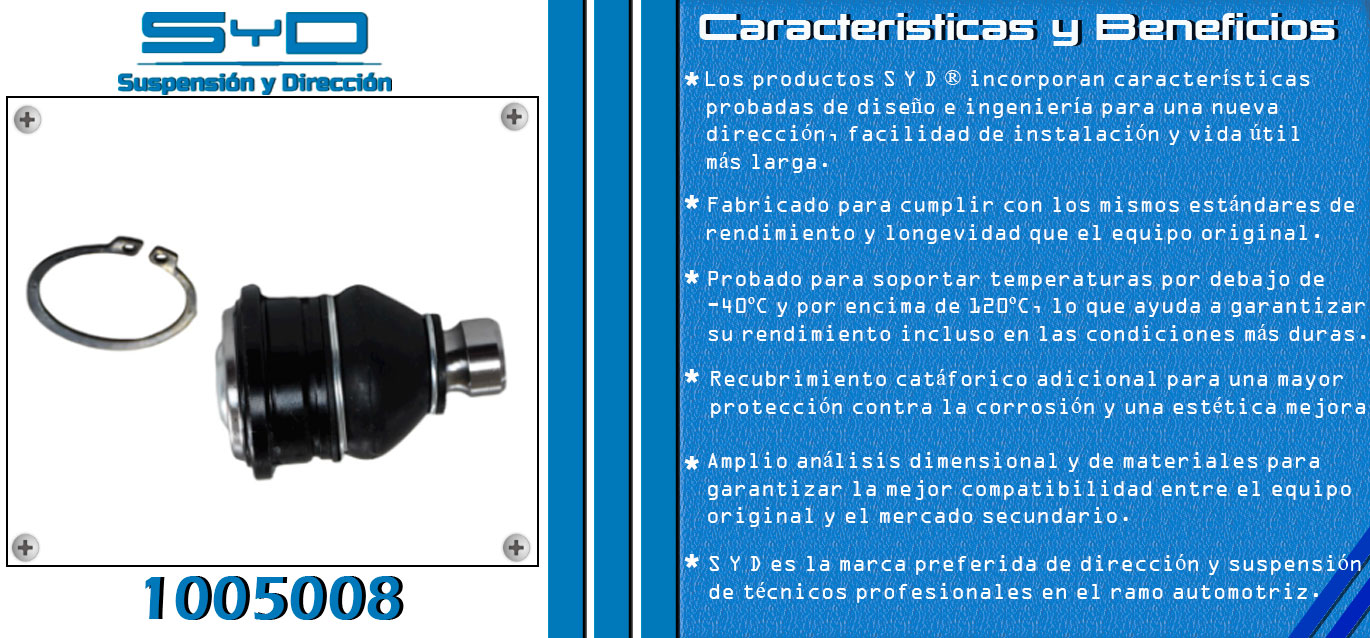 SYD
Suspensión y Dirección
1005008
Caracteristicas y Beneficios
* Los productos S Y D ® incorporan características
probadas de diseño e ingeniería para una nueva
dirección, facilidad de instalación y vida útil
más larga.
* Fabricado para cumplir con los mismos estándares de
rendimiento y longevidad que el equipo original.
* Probado para soportar temperaturas por debajo de
-40ºC y por encima de 120ºC, lo que ayuda a garantizar
su rendimiento incluso en las condiciones más duras.
* Recubrimiento catáforico adicional para una mayor
protección contra la corrosión y una estética mejora
* Amplio análisis dimensional y de materiales para
garantizar la mejor compatibilidad entre el equipo
original y el mercado secundario.
* S Y D es la marca preferida de dirección y suspensión
de técnicos profesionales en el ramo automotriz.